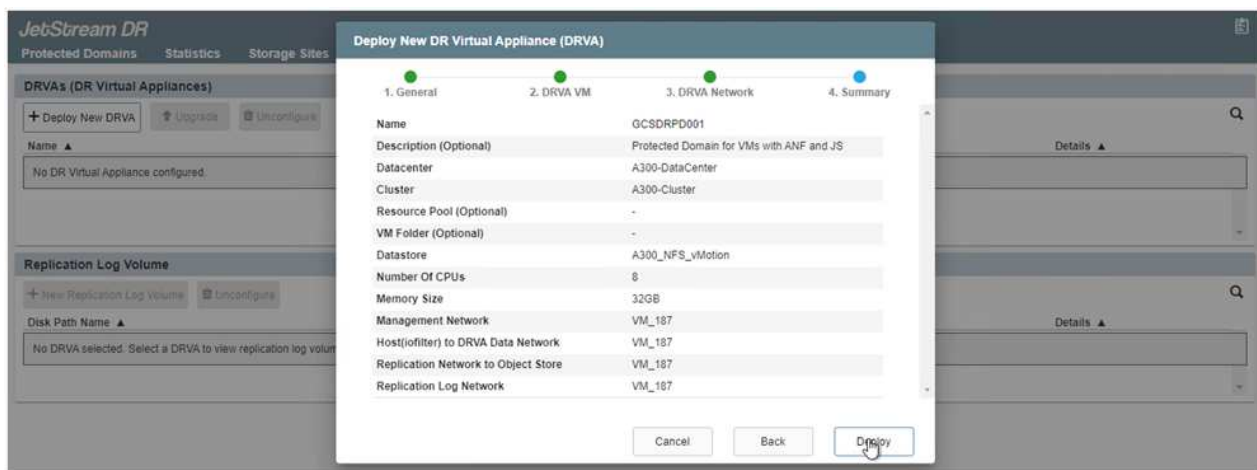 JetStream DR
Protected Domains Statistics Storage Sites
DRVAs (DR Virtual Appliances)
+ Deploy New DRVA Upgrade Unconfigure
Name ▲ Details ▲
No DR Virtual Appliance configured.
Replication Log Volume
+ New Replication Log Volume Unconfigure
Disk Path Name ▲ Details ▲
No DRVA selected. Select a DRVA to view replication log volum
Deploy New DR Virtual Appliance (DRVA)
1. General 2. DRVA VM 3. DRVA Network 4. Summary
Name GCSDRPD001
Description (Optional) Protected Domain for VMs with ANF and JS
Datacenter A300-DataCenter
Cluster A300-Cluster
Resource Pool (Optional) -
VM Folder (Optional) -
Datastore A300_NFS_vMotion
Number Of CPUs 8
Memory Size 32GB
Management Network VM_187
Host(iofilter) to DRVA Data Network VM_187
Replication Network to Object Store VM_187
Replication Log Network VM_187
Cancel Back Deploy